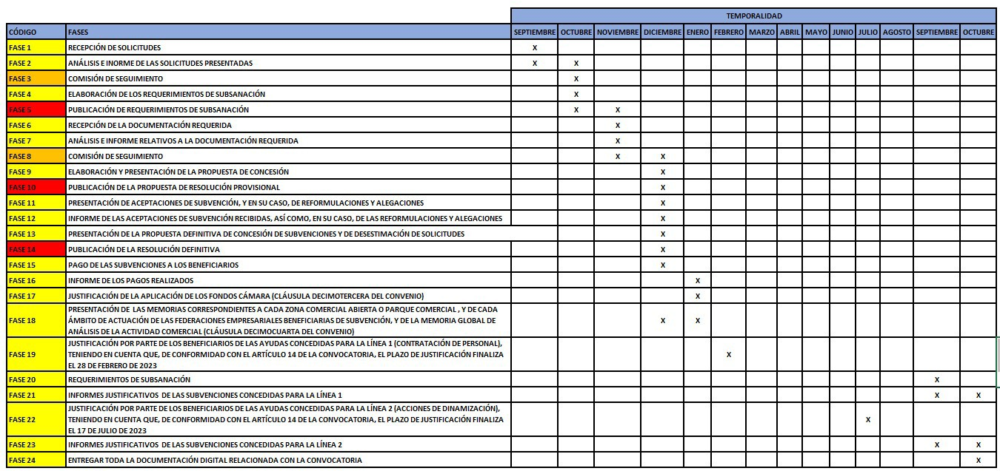 TEMPORALIDAD
CÓDIGO FASES SEPTIEMBRE OCTUBRE NOVIEMBRE DICIEMBRE ENERO FEBRERO MARZO ABRIL MAYO JUNIO JULIO AGOSTO SEPTIEMBRE OCTUBRE
FASE 1 RECEPCIÓN DE SOLICITUDES X
FASE 2 ANÁLISIS E INORME DE LAS SOLICITUDES PRESENTADAS X X
FASE 3 COMISIÓN DE SEGUIMIENTO X
FASE 4 ELABORACIÓN DE LOS REQUERIMIENTOS DE SUBSANACIÓN X
FASE 5 PUBLICACIÓN DE REQUERIMIENTOS DE SUBSANACIÓN X X
FASE 6 RECEPCIÓN DE LA DOCUMENTACIÓN REQUERIDA X
FASE 7 ANÁLISIS E INFORME RELATIVOS A LA DOCUMENTACIÓN REQUERIDA X
FASE 8 COMISIÓN DE SEGUIMIENTO X X
FASE 9 ELABORACIÓN Y PRESENTACIÓN DE LA PROPUESTA DE CONCESIÓN X
FASE 10 PUBLICACIÓN DE LA PROPUESTA DE RESOLUCIÓN PROVISIONAL X
FASE 11 PRESENTACIÓN DE ACEPTACIONES DE SUBVENCIÓN, Y EN SU CASO, DE REFORMULACIONES Y ALEGACIONES X
FASE 12 INFORME DE LAS ACEPTACIONES DE SUBVENCIÓN RECIBIDAS, ASÍ COMO, EN SU CASO, DE LAS REFORMULACIONES Y ALEGACIONES X
FASE 13 PRESENTACIÓN DE LA PROPUESTA DEFINITIVA DE CONCESIÓN DE SUBVENCIONES Y DE DESESTIMACIÓN DE SOLICITUDES X
FASE 14 PUBLICACIÓN DE LA RESOLUCIÓN DEFINITIVA X
FASE 15 PAGO DE LAS SUBVENCIONES A LOS BENEFICIARIOS X
FASE 16 INFORME DE LOS PAGOS REALIZADOS X
FASE 17 JUSTIFICACIÓN DE LA APLICACIÓN DE LOS FONDOS CÁMARA (CLÁUSULA DECIMOTERCERA DEL CONVENIO) X
FASE 18 PRESENTACIÓN DE LAS MEMORIAS CORRESPONDIENTES A CADA ZONA COMERCIAL ABIERTA O PARQUE COMERCIAL , Y DE CADA
ÁMBITO DE ACTUACIÓN DE LAS FEDERACIONES EMPRESARIALES BENEFICIARIAS DE SUBVENCIÓN, Y DE LA MEMORIA GLOBAL DE
ANÁLISIS DE LA ACTIVIDAD COMERCIAL (CLÁUSULA DECIMOCUARTA DEL CONVENIO) X X
FASE 19 JUSTIFICACIÓN POR PARTE DE LOS BENEFICIARIOS DE LAS AYUDAS CONCEDIDAS PARA LA LÍNEA 1 (CONTRATACIÓN DE PERSONAL),
TENIENDO EN CUENTA QUE, DE CONFORMIDAD CON EL ARTÍCULO 14 DE LA CONVOCATORIA, EL PLAZO DE JUSTIFICACIÓN FINALIZA
EL 28 DE FEBRERO DE 2023 X
FASE 20 REQUERIMIENTOS DE SUBSANACIÓN X
FASE 21 INFORMES JUSTIFICATIVOS DE LAS SUBVENCIONES CONCEDIDAS PARA LA LÍNEA 1 X X
FASE 22 JUSTIFICACIÓN POR PARTE DE LOS BENEFICIARIOS DE LAS AYUDAS CONCEDIDAS PARA LA LÍNEA 2 (ACCIONES DE DINAMIZACIÓN),
TENIENDO EN CUENTA QUE, DE CONFORMIDAD CON EL ARTÍCULO 14 DE LA CONVOCATORIA, EL PLAZO DE JUSTIFICACIÓN FINALIZA
EL 17 DE JULIO DE 2023 X
FASE 23 INFORMES JUSTIFICATIVOS DE LAS SUBVENCIONES CONCEDIDAS PARA LA LÍNEA 2 X X
FASE 24 ENTREGAR TODA LA DOCUMENTACIÓN DIGITAL RELACIONADA CON LA CONVOCATORIA X